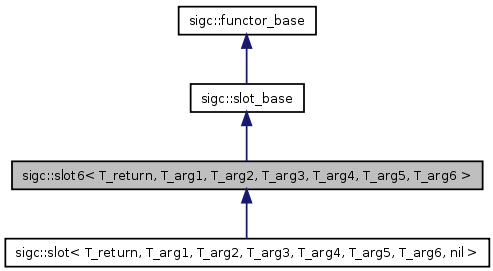 sigc::functor_base
sigc::slot_base
sigc::slot6< T_return, T_arg1, T_arg2, T_arg3, T_arg4, T_arg5, T_arg6 >
sigc::slot< T_return, T_arg1, T_arg2, T_arg3, T_arg4, T_arg5, T_arg6, nil >